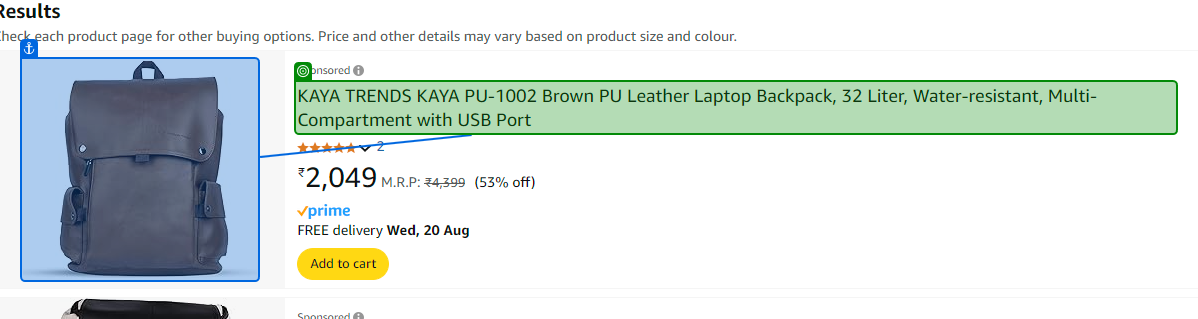 Results
Check each product page for other buying options. Price and other details may vary based on product size and colour.
Sponsored
KAYA TRENDS KAYA PU-1002 Brown PU Leather Laptop Backpack, 32 Liter, Water-resistant, Multi-
Compartment with USB Port
2
₹2,049 M.R.P: ₹4,399 (53% off)
prime
FREE delivery Wed, 20 Aug
Add to cart
Sponsored